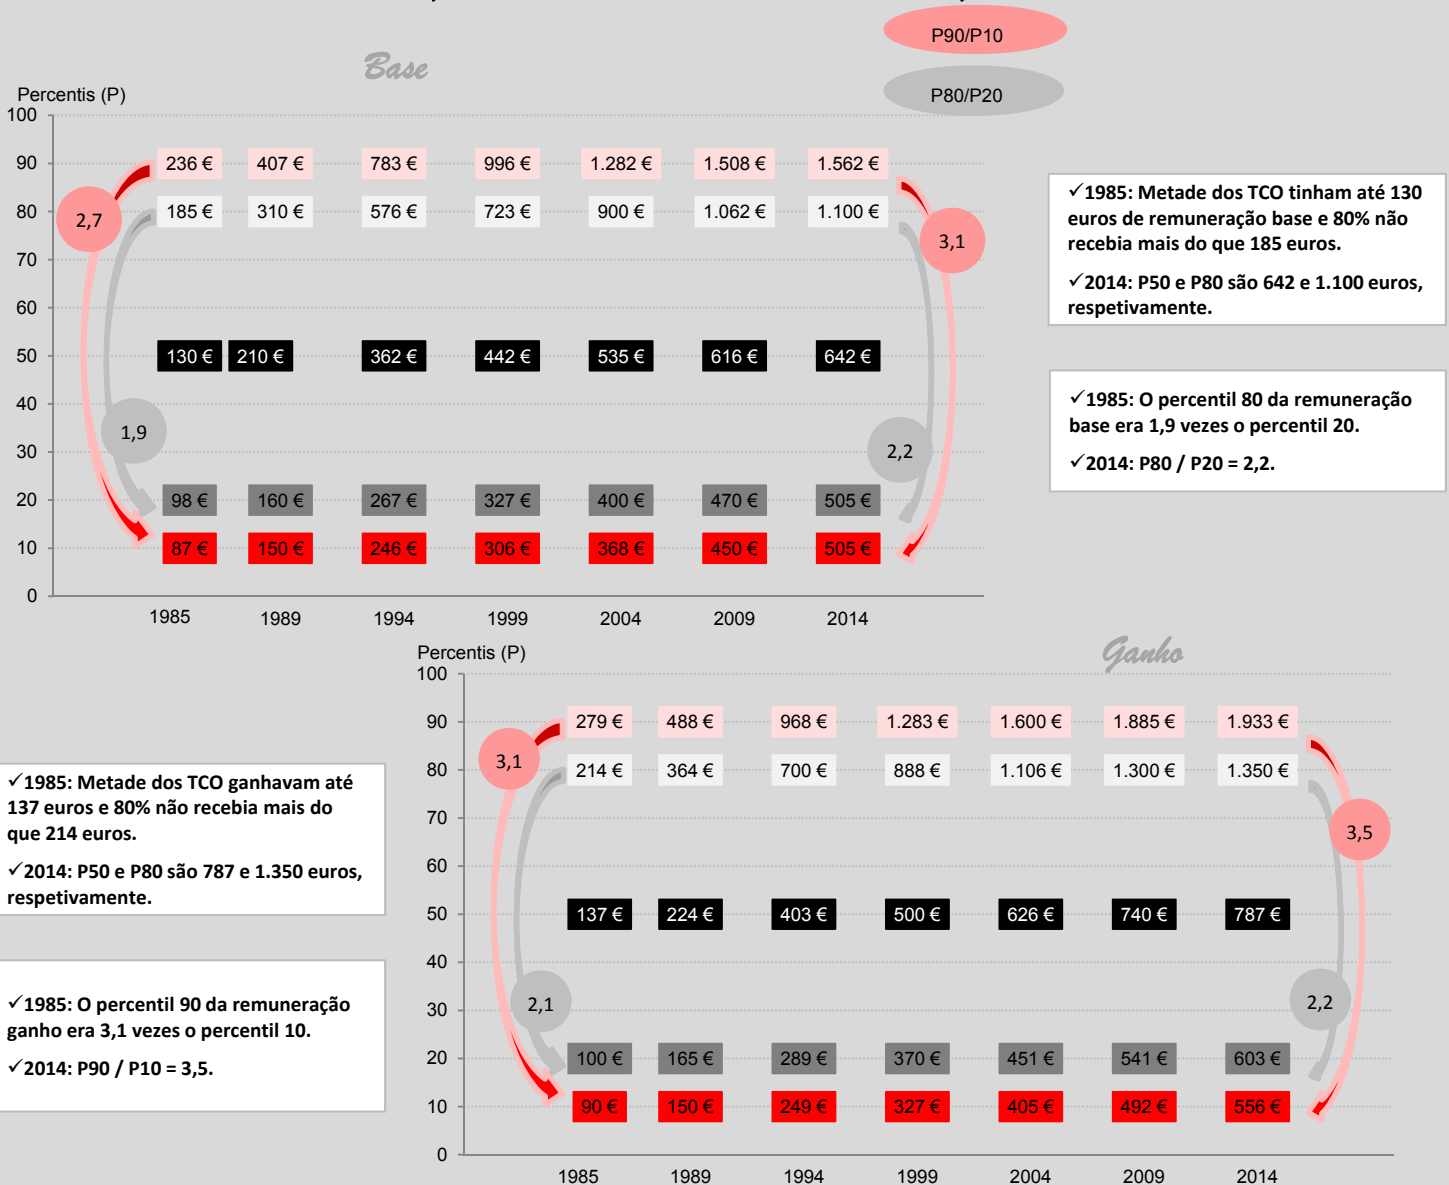 P90/P10
Base
P80/P20
Percentis (P)
100
90 236 € 407 € 783 € 996 € 1.282 € 1.508 € 1.562 €
80 185 € 310 € 576 € 723 € 900 € 1.062 € 1.100 €
2,7
3,1
70
60
50 130 € 210 € 362 € 442 € 535 € 616 € 642 €
40
1,9
2,2
30
20 98 € 160 € 267 € 327 € 400 € 470 € 505 €
10 87 € 150 € 246 € 306 € 368 € 450 € 505 €
0
1985 1989 1994 1999 2004 2009 2014
✓1985: Metade dos TCO tinham até 130
euros de remuneração base e 80% não
recebia mais do que 185 euros.
✓2014: P50 e P80 são 642 e 1.100 euros,
respetivamente.
✓1985: O percentil 80 da remuneração
base era 1,9 vezes o percentil 20.
✓2014: P80 / P20 = 2,2.
Ganho
Percentis (P)
100
90 279 € 488 € 968 € 1.283 € 1.600 € 1.885 € 1.933 €
3,1
80 214 € 364 € 700 € 888 € 1.106 € 1.300 € 1.350 €
70
3,5
60
50 137 € 224 € 403 € 500 € 626 € 740 € 787 €
40
30
2,1
2,2
20 100 € 165 € 289 € 370 € 451 € 541 € 603 €
10 90 € 150 € 249 € 327 € 405 € 492 € 556 €
0
1985 1989 1994 1999 2004 2009 2014
✓1985: Metade dos TCO ganhavam até
137 euros e 80% não recebia mais do
que 214 euros.
✓2014: P50 e P80 são 787 e 1.350 euros,
respetivamente.
✓1985: O percentil 90 da remuneração
ganho era 3,1 vezes o percentil 10.
✓2014: P90 / P10 = 3,5.